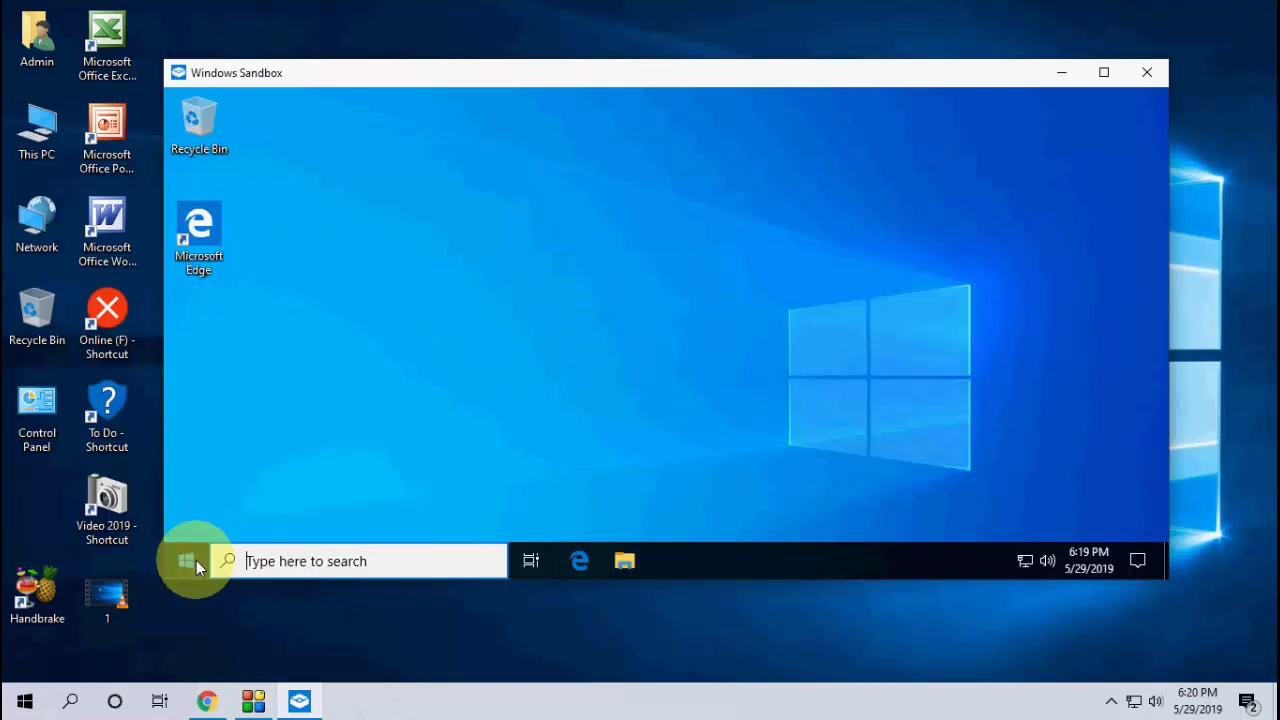 Admin
Microsoft
Office Exc...
This PC
Microsoft
Office Po...
Network
Microsoft
Office Wo...
Recycle Bin
Online (F) -
Shortcut
Control
Panel
To Do -
Shortcut
Video 2019 -
Shortcut
Handbrake
1
Windows Sandbox
Recycle Bin
Microsoft
Edge
Type here to search
6:19 PM
5/29/2019
6:20 PM
5/29/2019
2